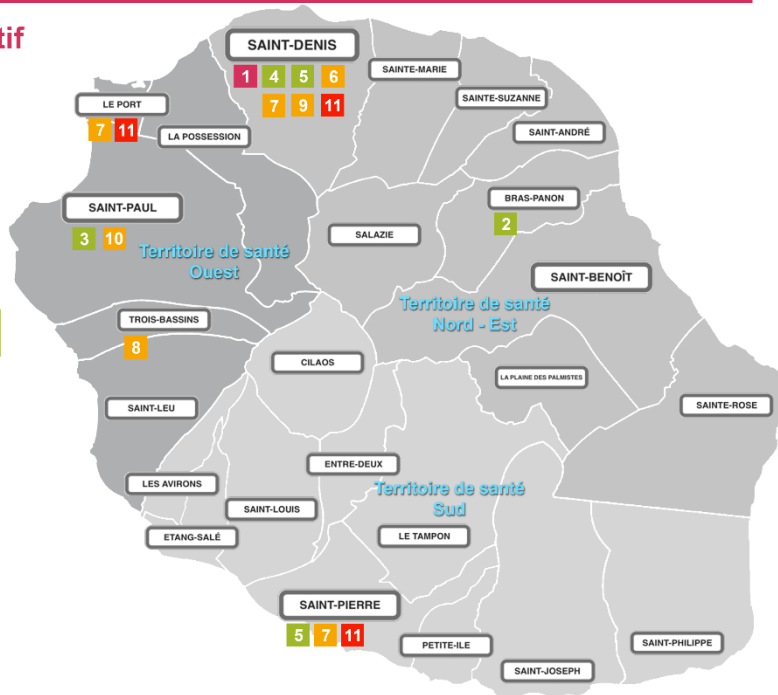 tif
SAINT-DENIS
1 4 5 6
7 9 11
SAINTE-MARIE
SAINTE-SUZANNE
SAINT-ANDRÉ
LE PORT
7 11
LA POSSESSION
SAINT-PAUL
3 10
Territoire de santé
Ouest
SALAZIE
BRAS-PANON
2
SAINT-BENOÎT
Territoire de santé
Nord - Est
TROIS-BASSINS
8
CILAOS
LA PLAINE DES PALMISTES
SAINTE-ROSE
SAINT-LEU
ENTRE-DEUX
LES AVIRONS
Territoire de santé
Sud
SAINT-LOUIS
ETANG-SALÉ
LE TAMPON
SAINT-PIERRE
5 7 11
PETITE-ILE
SAINT-JOSEPH
SAINT-PHILIPPE